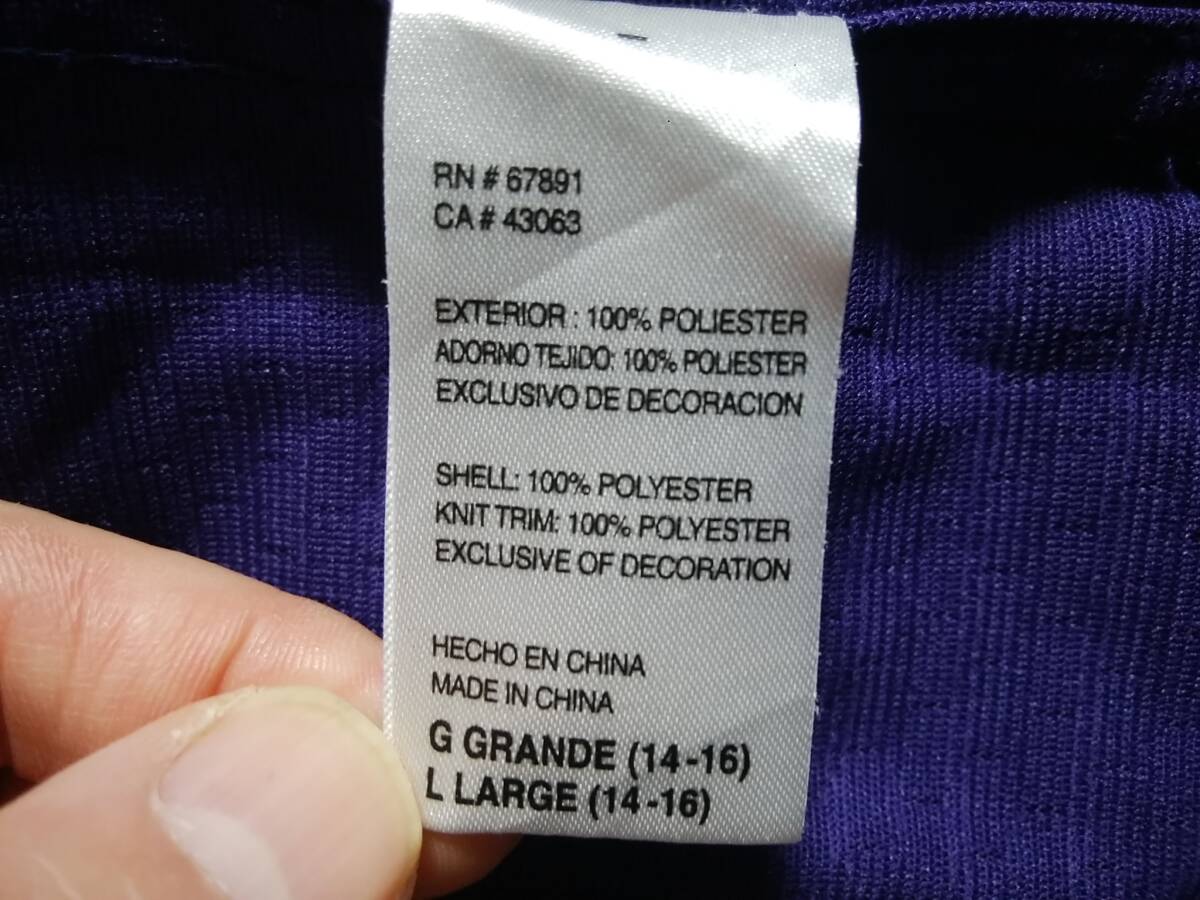 RN # 67891
CA # 43063
EXTERIOR : 100% POLIESTER
ADORNO TEJIDO: 100% POLIESTER
EXCLUSIVO DE DECORACION
SHELL: 100% POLYESTER
KNIT TRIM: 100% POLYESTER
EXCLUSIVE OF DECORATION
HECHO EN CHINA
MADE IN CHINA
G GRANDE (14-16)
L LARGE (14-16)